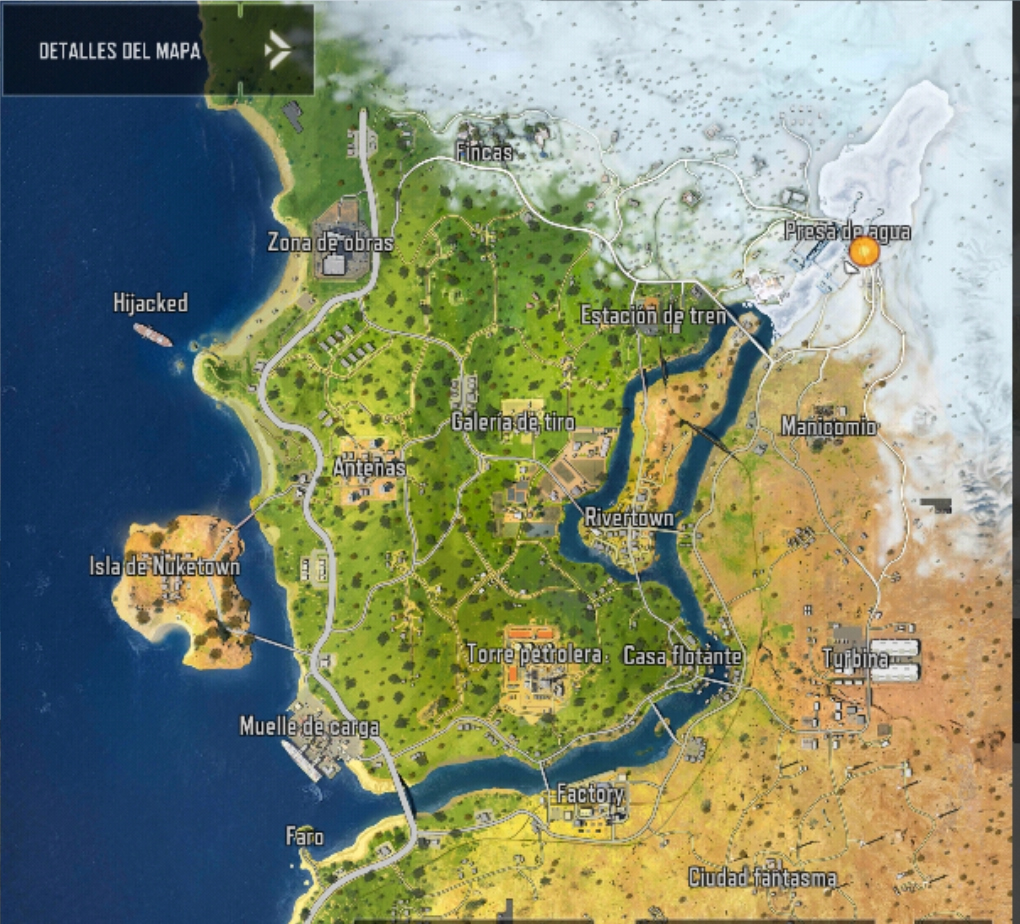 DETALLES DEL MAPA
Fincas
Presa de agua
Zona de obras
Hijacked
Estación de tren
Galería de tiro
Manicomio
Antenas
Rivertown
Isla de Nuketown
Torre petrolera
Casa flotante
Turbina
Muelle de carga
Factory
Faro
Ciudad fantasma